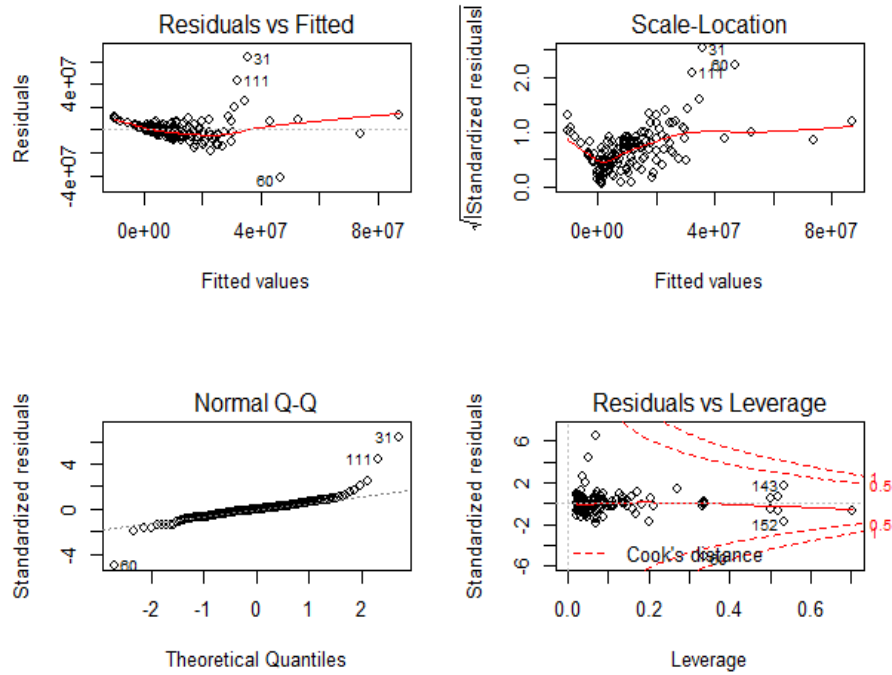 Residuals vs Fitted
Residuals
4e+07
-4e+07
31
111
60
0e+00 4e+07 8e+07
Fitted values
Scale-Location
√|Standardized residuals|
2.0
1.0
0.0
31
60
111
0e+00 4e+07 8e+07
Fitted values
Normal Q-Q
Standardized residuals
4
0
-4
31
111
60
-2 -1 0 1 2
Theoretical Quantiles
Residuals vs Leverage
Standardized residuals
6
2
-2
-6
143
152
1
0.5
0.5
Cook's distance
0.0 0.2 0.4 0.6
Leverage